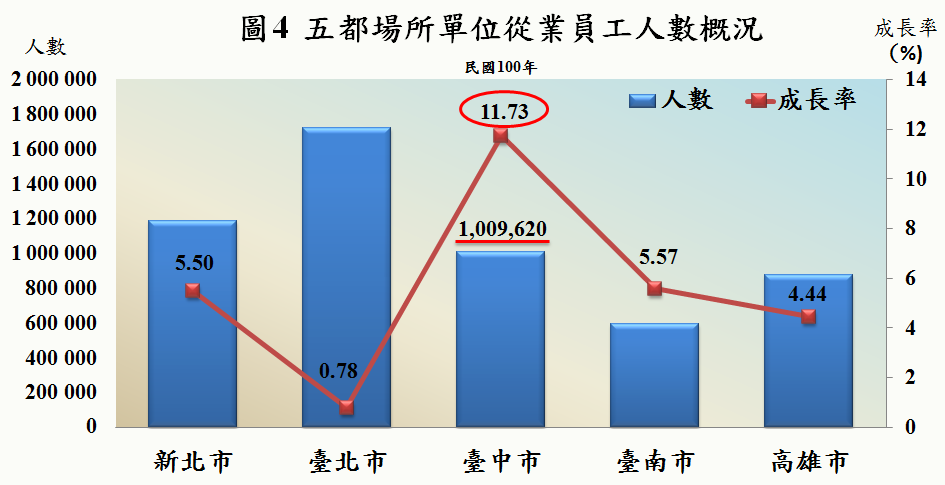 圖4 五都場所單位從業員工人數概況
人數
成長率
(%)
民國100年
人數
成長率
2 000 000
1 800 000
1 600 000
1 400 000
1 200 000
1 000 000
800 000
600 000
400 000
200 000
0
14
12
10
8
6
4
2
0
5.50
0.78
11.73
1,009,620
5.57
4.44
新北市
臺北市
臺中市
臺南市
高雄市